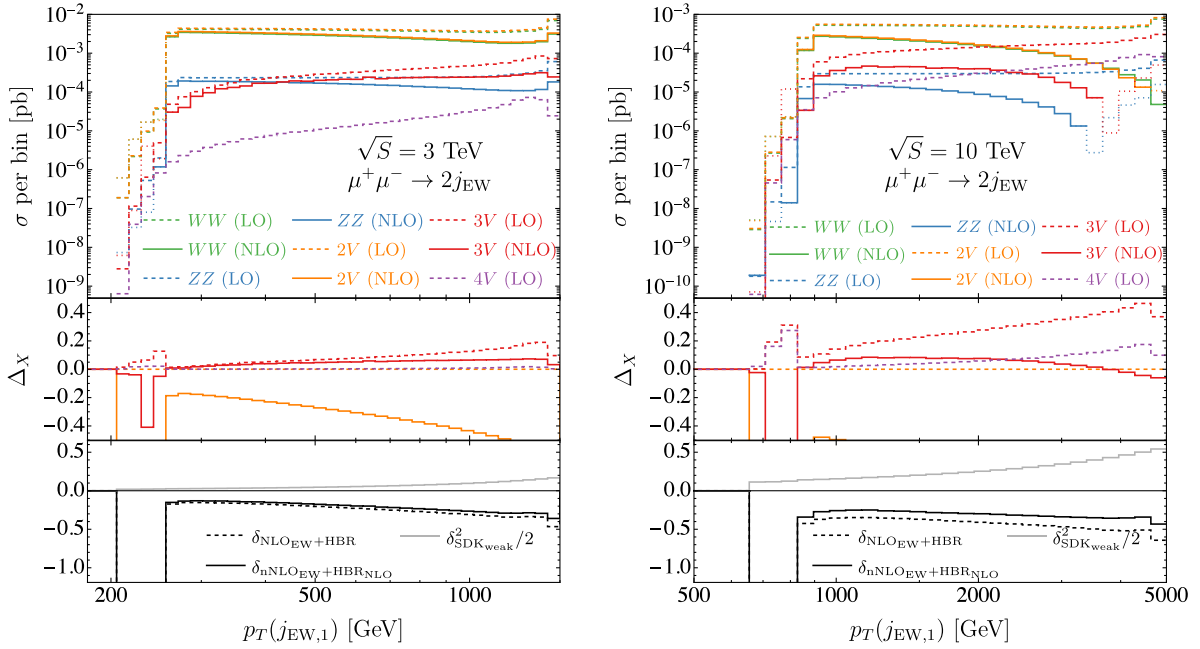 10⁻²
10⁻³
10⁻⁴
10⁻⁵
10⁻⁶
10⁻⁷
10⁻⁸
10⁻⁹
σ per bin [pb]
√S = 3 TeV
μ⁺μ⁻ → 2j_EW
WW (LO)
WW (NLO)
ZZ (LO)
ZZ (NLO)
2V (LO)
2V (NLO)
3V (LO)
3V (NLO)
4V (LO)
0.4
0.2
0.0
−0.2
−0.4
Δ_X
0.5
0.0
−0.5
−1.0
δ_NLO_EW+HBR
δ_nNLO_EW+HBR_NLO
δ²_SDK_weak/2
200
500
1000
p_T(j_EW,1) [GeV]
10⁻²
10⁻³
10⁻⁴
10⁻⁵
10⁻⁶
10⁻⁷
10⁻⁸
10⁻⁹
10⁻¹⁰
σ per bin [pb]
√S = 10 TeV
μ⁺μ⁻ → 2j_EW
WW (LO)
WW (NLO)
ZZ (LO)
ZZ (NLO)
2V (LO)
2V (NLO)
3V (LO)
3V (NLO)
4V (LO)
0.4
0.2
0.0
−0.2
−0.4
Δ_X
0.5
0.0
−0.5
−1.0
δ_NLO_EW+HBR
δ_nNLO_EW+HBR_NLO
δ²_SDK_weak/2
500
1000
2000
5000
p_T(j_EW,1) [GeV]